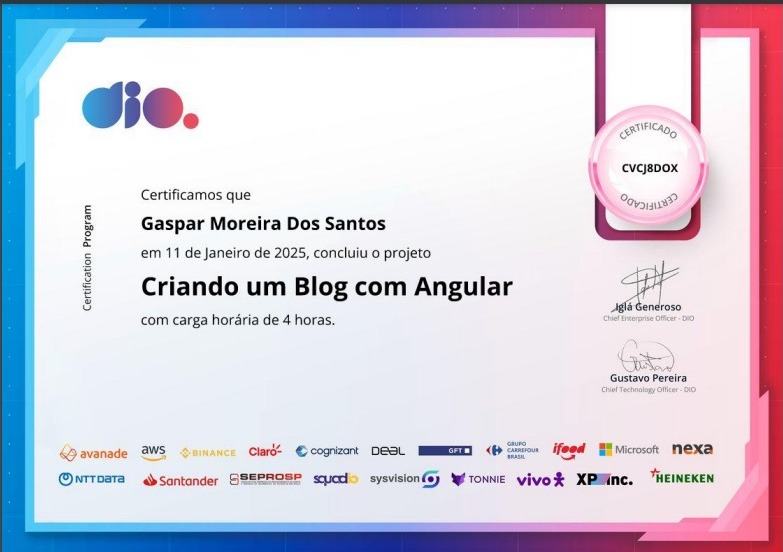 dio.
CERTIFICADO
CVCJ8DOX
CERTIFICADO
Certification Program
Certificamos que
Gaspar Moreira Dos Santos
em 11 de Janeiro de 2025, concluiu o projeto
Criando um Blog com Angular
com carga horária de 4 horas.
Iglá Generoso
Chief Enterprise Officer - DIO
Gustavo Pereira
Chief Technology Officer - DIO
avanade aws BINANCE Claro cognizant DEAL GFT GRUPO CARREFOUR BRASIL ifood Microsoft nexa
NTT DATA Santander SEPROSP squadio sysvision TONNIE vivo XP inc. HEINEKEN